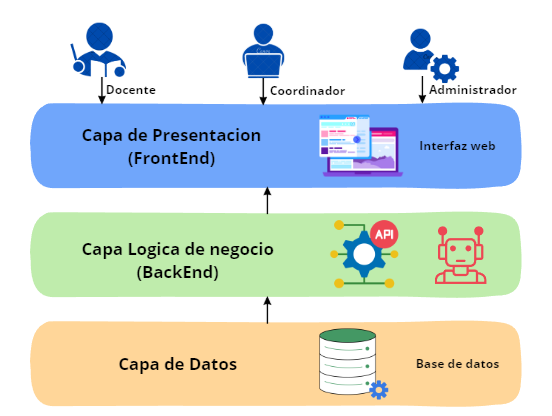 Docente
Coordinador
Administrador
Capa de Presentacion
(FrontEnd)
Interfaz web
Capa Logica de negocio
(BackEnd)
API
Capa de Datos
Base de datos